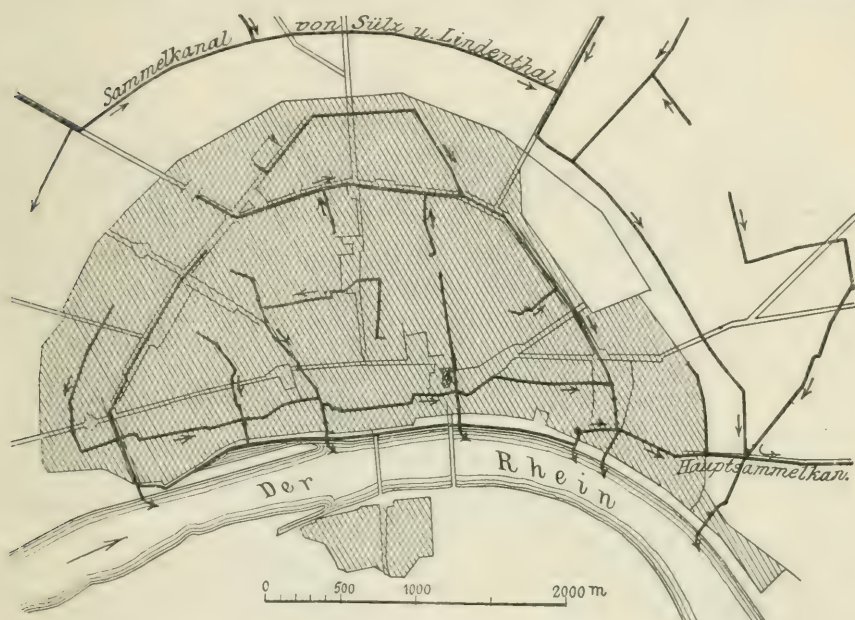 Sammelkanal von Sülz u. Lindenthal
Der Rhein
Hauptsammelkan.
0 500 1000 2000 m